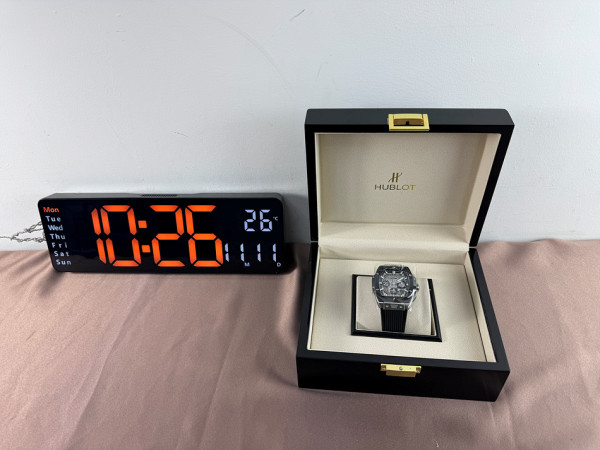 Mon
Tue
Wed
Thu
Fri
Sat
Sun
10:26
26°C
11 11
M D
H
HUBLOT